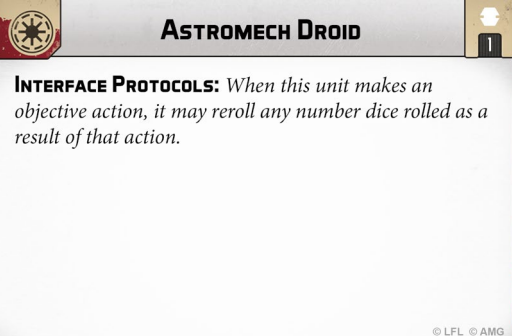 Astromech Droid
1
Interface Protocols: When this unit makes an
objective action, it may reroll any number dice rolled as a
result of that action.
© LFL © AMG